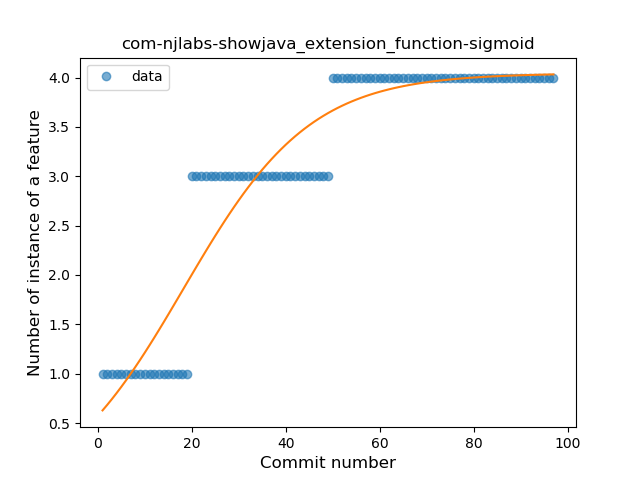 com-njlabs-showjava_extension_function-sigmoid
data
Number of instance of a feature
4.0
3.5
3.0
2.5
2.0
1.5
1.0
0.5
0 20 40 60 80 100
Commit number